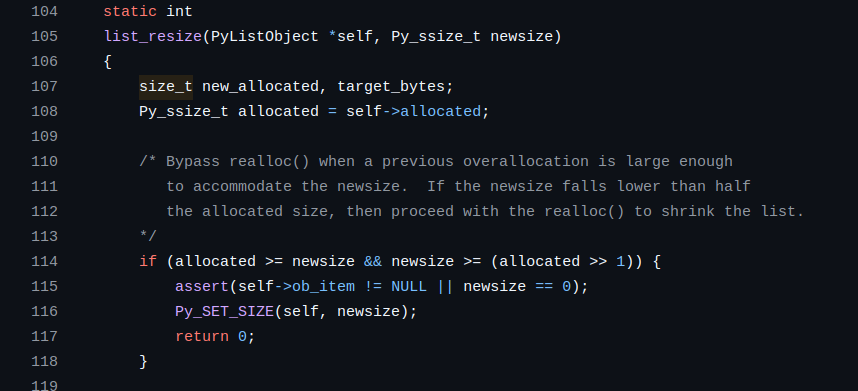 104 static int
105 list_resize(PyListObject *self, Py_ssize_t newsize)
106 {
107     size_t new_allocated, target_bytes;
108     Py_ssize_t allocated = self->allocated;
109
110     /* Bypass realloc() when a previous overallocation is large enough
111        to accommodate the newsize.  If the newsize falls lower than half
112        the allocated size, then proceed with the realloc() to shrink the list.
113     */
114     if (allocated >= newsize && newsize >= (allocated >> 1)) {
115         assert(self->ob_item != NULL || newsize == 0);
116         Py_SET_SIZE(self, newsize);
117         return 0;
118     }
119